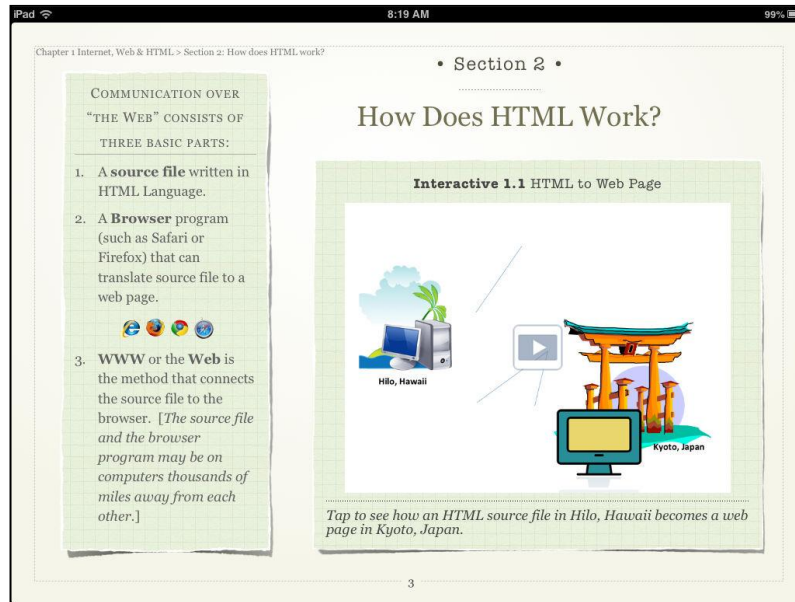 iPad
8:19 AM
99%
Chapter 1 Internet, Web & HTML > Section 2: How does HTML work?
COMMUNICATION OVER
“THE WEB” CONSISTS OF
THREE BASIC PARTS:
1. A source file written in
HTML Language.
2. A Browser program
(such as Safari or
Firefox) that can
translate source file to a
web page.
3. WWW or the Web is
the method that connects
the source file to the
browser. [The source file
and the browser
program may be on
computers thousands of
miles away from each
other.]
• Section 2 •
How Does HTML Work?
Interactive 1.1 HTML to Web Page
Hilo, Hawaii
Kyoto, Japan
Tap to see how an HTML source file in Hilo, Hawaii becomes a web
page in Kyoto, Japan.
3